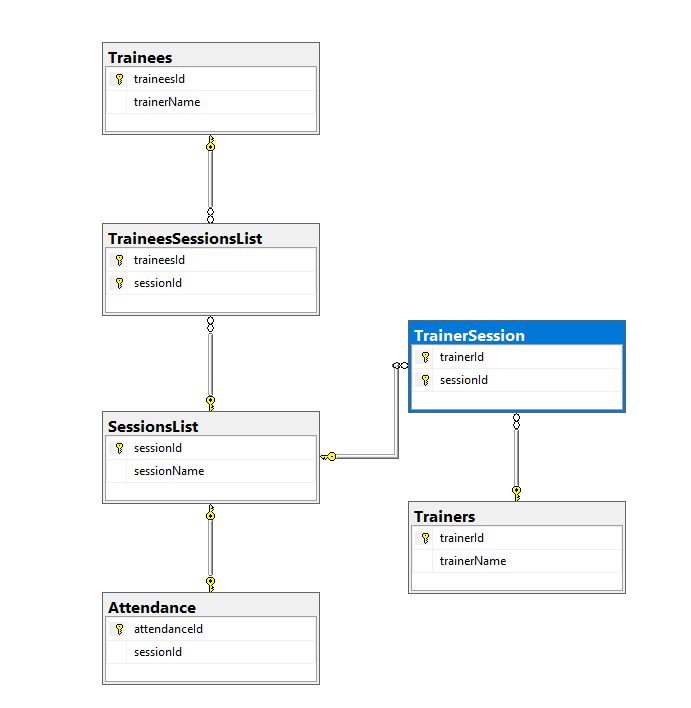 Trainees
traineesId
trainerName
TraineesSessionsList
traineesId
sessionId
SessionsList
sessionId
sessionName
Attendance
attendanceId
sessionId
TrainerSession
trainerId
sessionId
Trainers
trainerId
trainerName